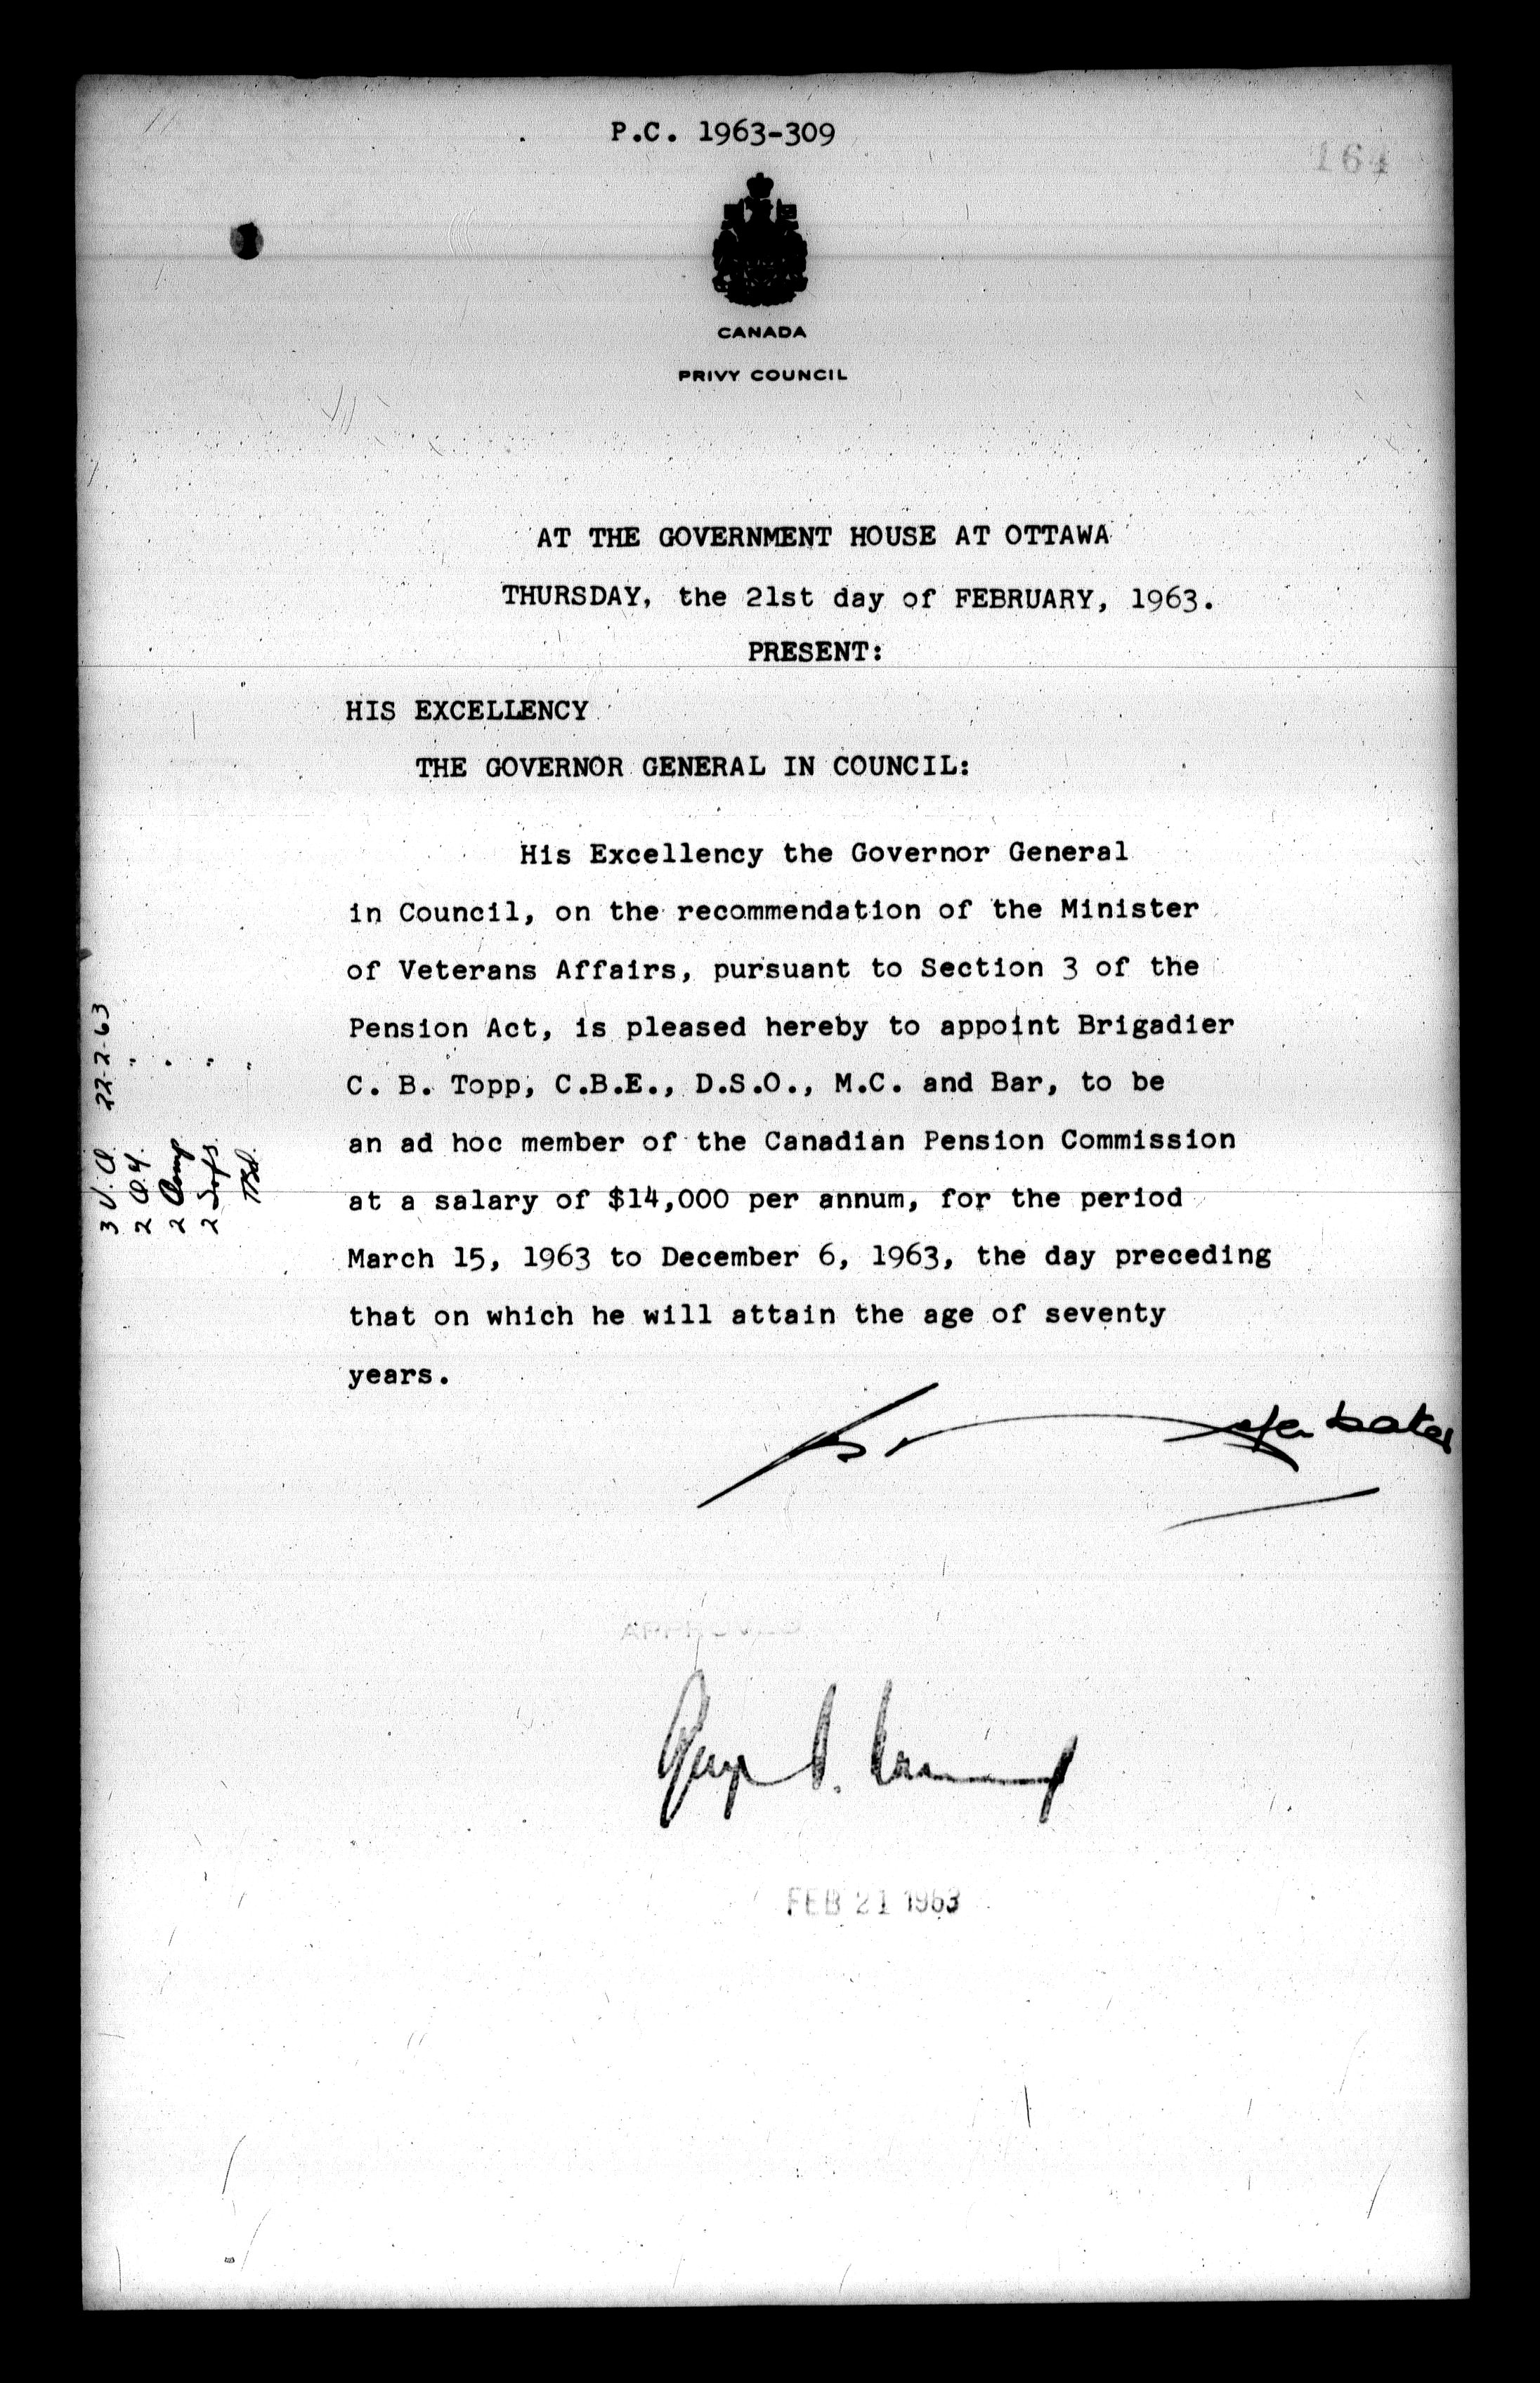 P.C. 1963-309
164
CANADA
PRIVY COUNCIL
AT THE GOVERNMENT HOUSE AT OTTAWA
THURSDAY, the 21st day of FEBRUARY, 1963.
PRESENT:
HIS EXCELLENCY
THE GOVERNOR GENERAL IN COUNCIL:
His Excellency the Governor General
in Council, on the recommendation of the Minister
of Veterans Affairs, pursuant to Section 3 of the
Pension Act, is pleased hereby to appoint Brigadier
C. B. Topp, C.B.E., D.S.O., M.C. and Bar, to be
an ad hoc member of the Canadian Pension Commission
at a salary of $14,000 per annum, for the period
March 15, 1963 to December 6, 1963, the day preceding
that on which he will attain the age of seventy
years.
3 V.A. 22-2-63
2
2 Comp "
2
FEB 21 1963